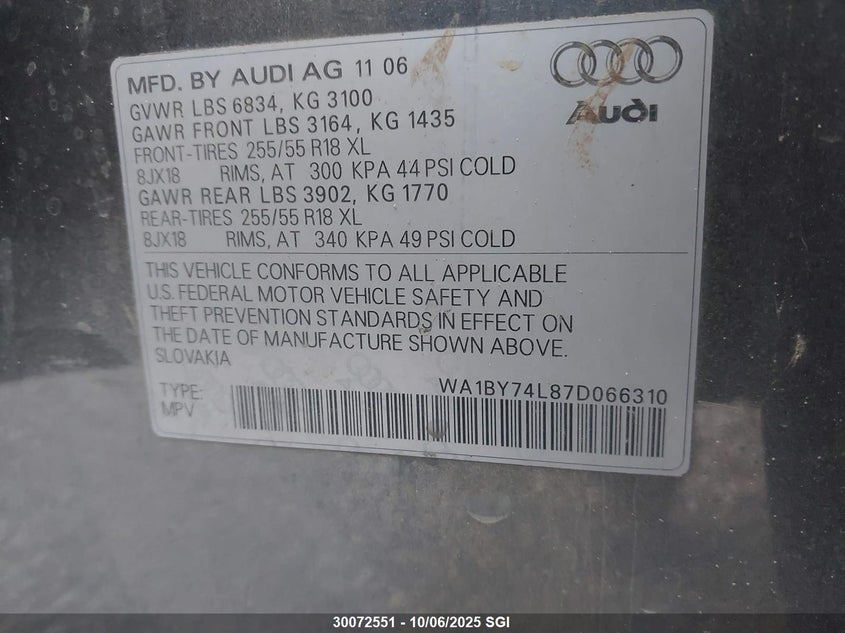 MFD. BY AUDI AG 11 06
GVWR LBS 6834, KG 3100
GAWR FRONT LBS 3164, KG 1435
FRONT-TIRES 255/55 R18 XL
8JX18 RIMS, AT 300 KPA 44 PSI COLD
GAWR REAR LBS 3902, KG 1770
REAR-TIRES 255/55 R18 XL
8JX18 RIMS, AT 340 KPA 49 PSI COLD
Audi
THIS VEHICLE CONFORMS TO ALL APPLICABLE
U.S. FEDERAL MOTOR VEHICLE SAFETY AND
THEFT PREVENTION STANDARDS IN EFFECT ON
THE DATE OF MANUFACTURE SHOWN ABOVE.
SLOVAKIA
WA1BY74L87D066310
TYPE:
MPV
30072551 - 10/06/2025 SGI